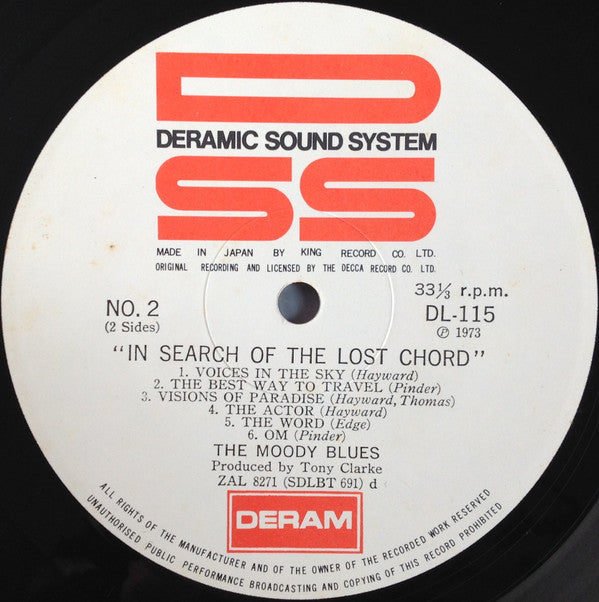 D
DERAMIC SOUND SYSTEM
SS
MADE IN JAPAN BY KING RECORD CO. LTD.
ORIGINAL RECORDING AND LICENSED BY THE DECCA RECORD CO. LTD.
33⅓ r.p.m.
NO. 2
DL-115
(2 Sides)
℗ 1973
"IN SEARCH OF THE LOST CHORD"
1. VOICES IN THE SKY (Hayward)
2. THE BEST WAY TO TRAVEL (Pinder)
3. VISIONS OF PARADISE (Hayward, Thomas)
4. THE ACTOR (Hayward)
5. THE WORD (Edge)
6. OM (Pinder)
THE MOODY BLUES
Produced by Tony Clarke
ZAL 8271 (SDLBT 691) d
DERAM
ALL RIGHTS OF THE MANUFACTURER AND OF THE OWNER OF THE RECORDED WORK RESERVED
UNAUTHORISED PUBLIC PERFORMANCE BROADCASTING AND COPYING OF THIS RECORD PROHIBITED